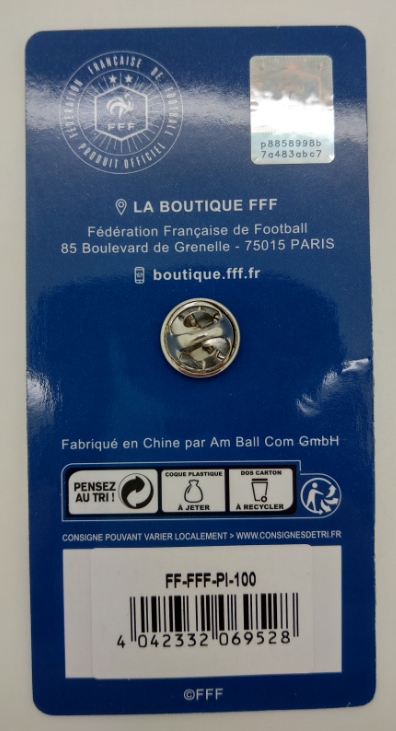 FÉDÉRATION FRANÇAISE DE FOOTBALL
FFF
PRODUIT OFFICIEL
p8858998b
7a483abc7
LA BOUTIQUE FFF
Fédération Française de Football
85 Boulevard de Grenelle - 75015 PARIS
boutique.fff.fr
Fabriqué en Chine par Am Ball Com GmbH
PENSEZ
AU TRI !
COQUE PLASTIQUE
À JETER
DOS CARTON
À RECYCLER
CONSIGNE POUVANT VARIER LOCALEMENT > WWW.CONSIGNESDETRI.FR
FF-FFF-PI-100
4 042332 069528
©FFF